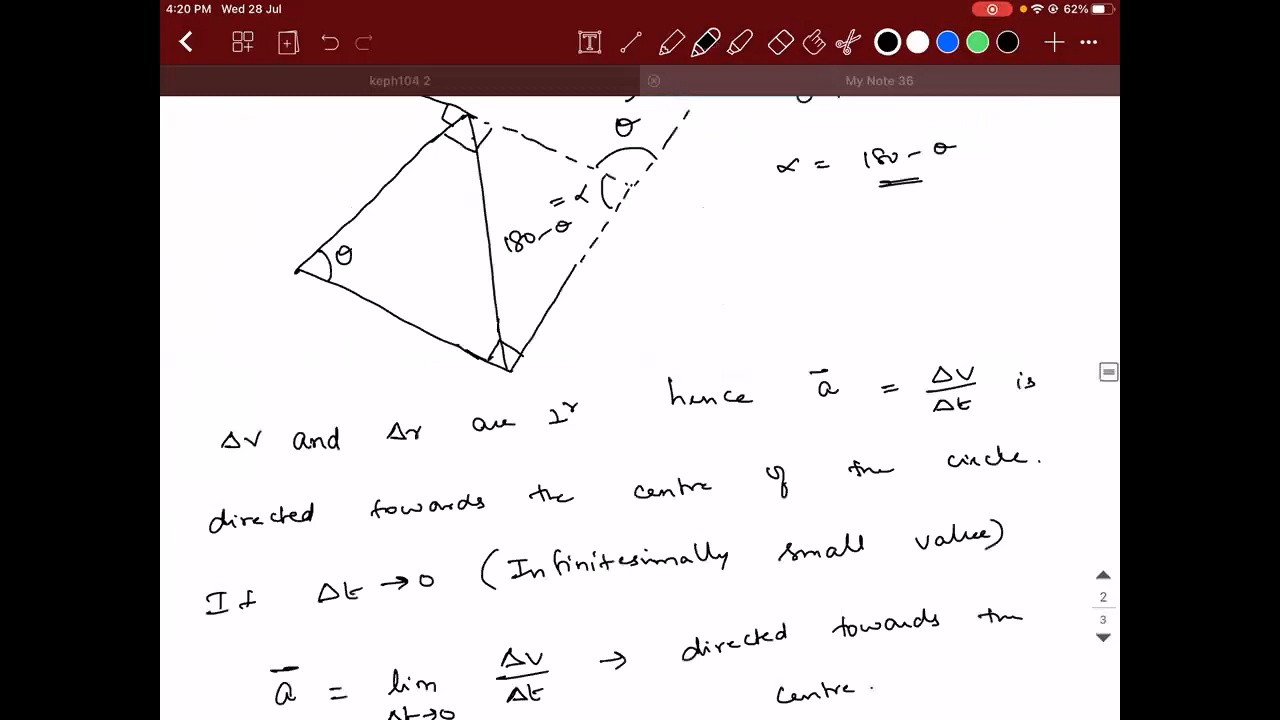 4:20 PM Wed 28 Jul
62%
T
keph104 2
My Note 36
θ
α = 180 - θ
= α
180 - θ
θ
ΔV and Δr are ⊥r hence a̅ = ΔV/Δt is
directed towards the centre of the circle.
If Δt → 0 (Infinitesimally small value)
a̅ = lim Δt→0 ΔV/Δt → directed towards the
centre.
2
3